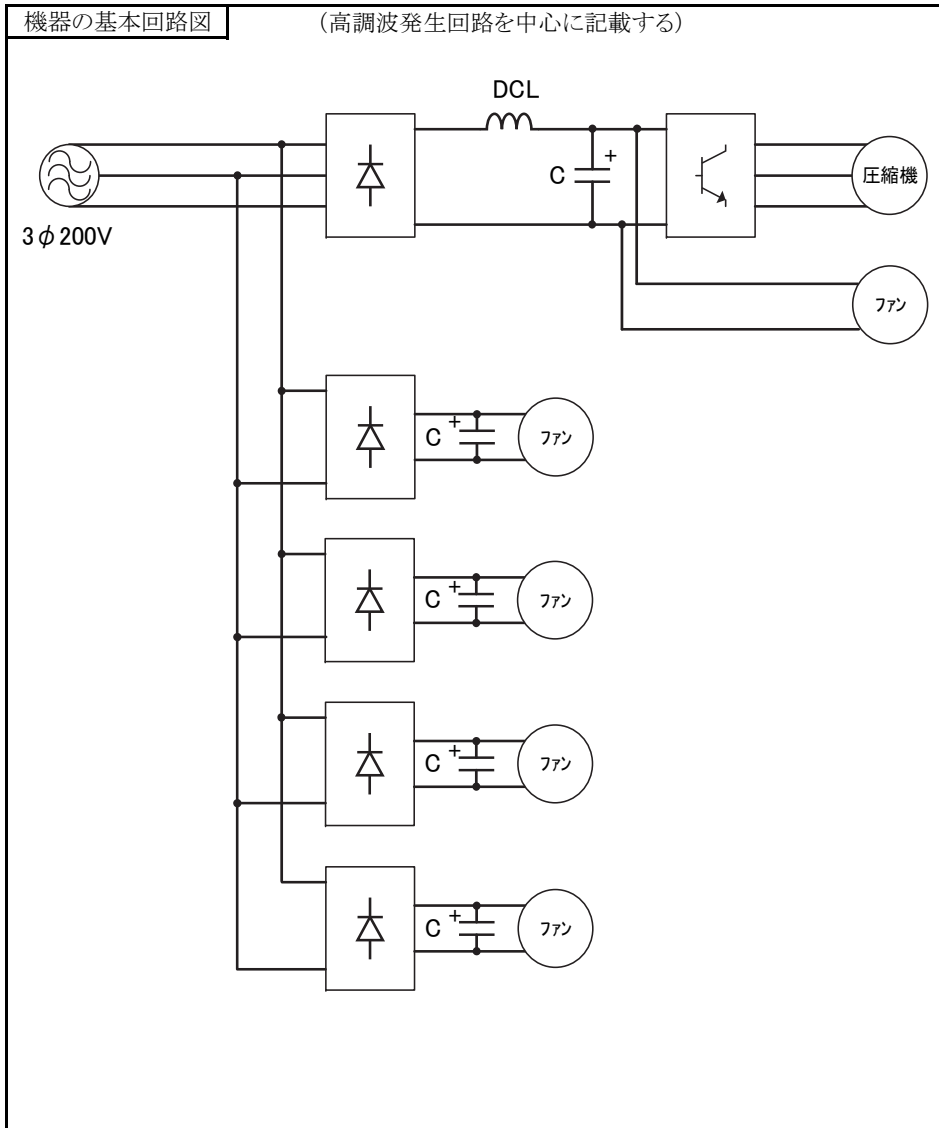 機器の基本回路図
(高調波発生回路を中心に記載する)
DCL
C +
圧縮機
3φ200V
ファン
C + ファン
C + ファン
C + ファン
C + ファン